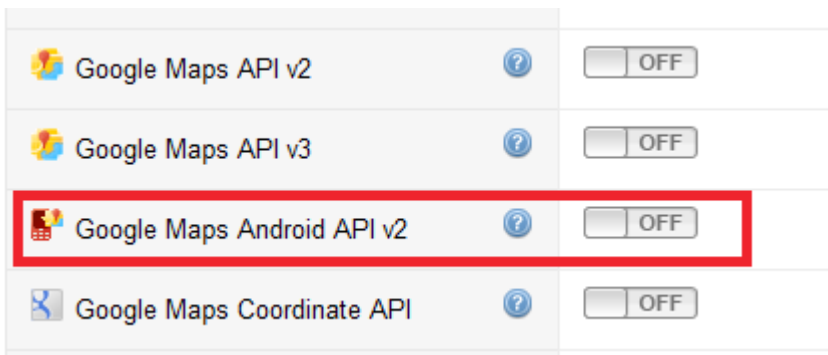 Google Maps API v2 ? OFF
Google Maps API v3 ? OFF
Google Maps Android API v2 ? OFF
Google Maps Coordinate API ? OFF